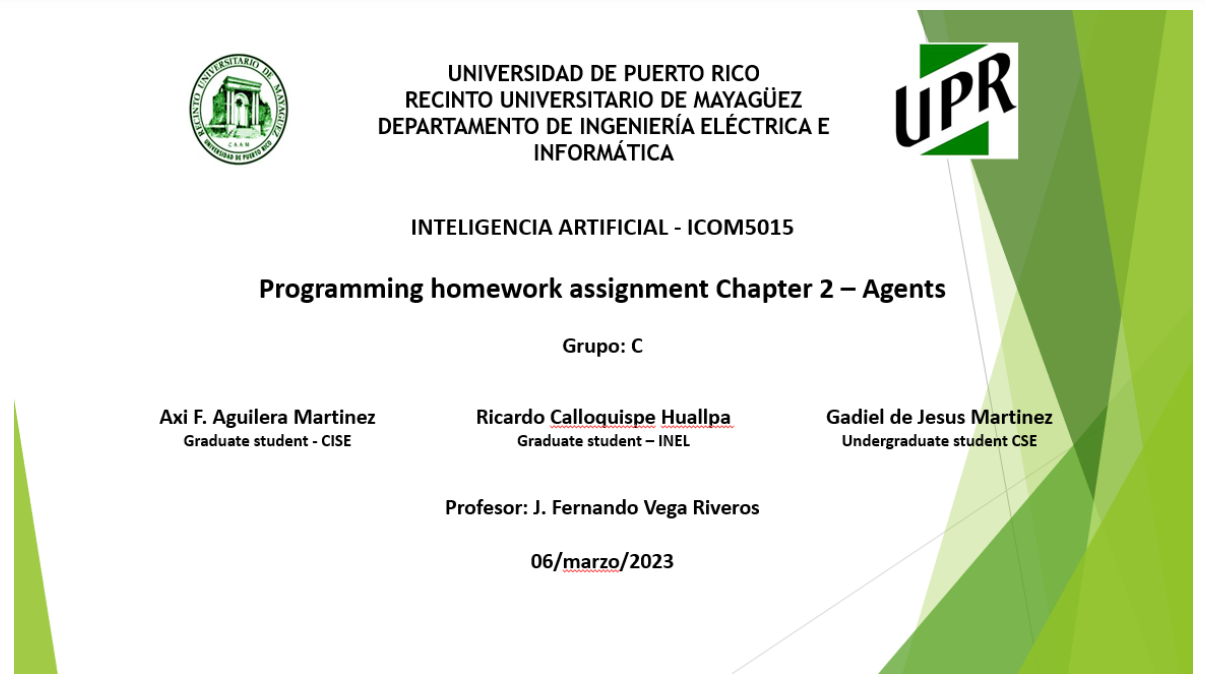 RECINTO UNIVERSITARIO DE MAYAGÜEZ
CAAM
UNIVERSIDAD DE PUERTO RICO
UNIVERSIDAD DE PUERTO RICO
RECINTO UNIVERSITARIO DE MAYAGÜEZ
DEPARTAMENTO DE INGENIERÍA ELÉCTRICA E
INFORMÁTICA
UPR
INTELIGENCIA ARTIFICIAL - ICOM5015
Programming homework assignment Chapter 2 – Agents
Grupo: C
Axi F. Aguilera Martinez
Graduate student - CISE
Ricardo Calloquispe Huallpa
Graduate student – INEL
Gadiel de Jesus Martinez
Undergraduate student CSE
Profesor: J. Fernando Vega Riveros
06/marzo/2023